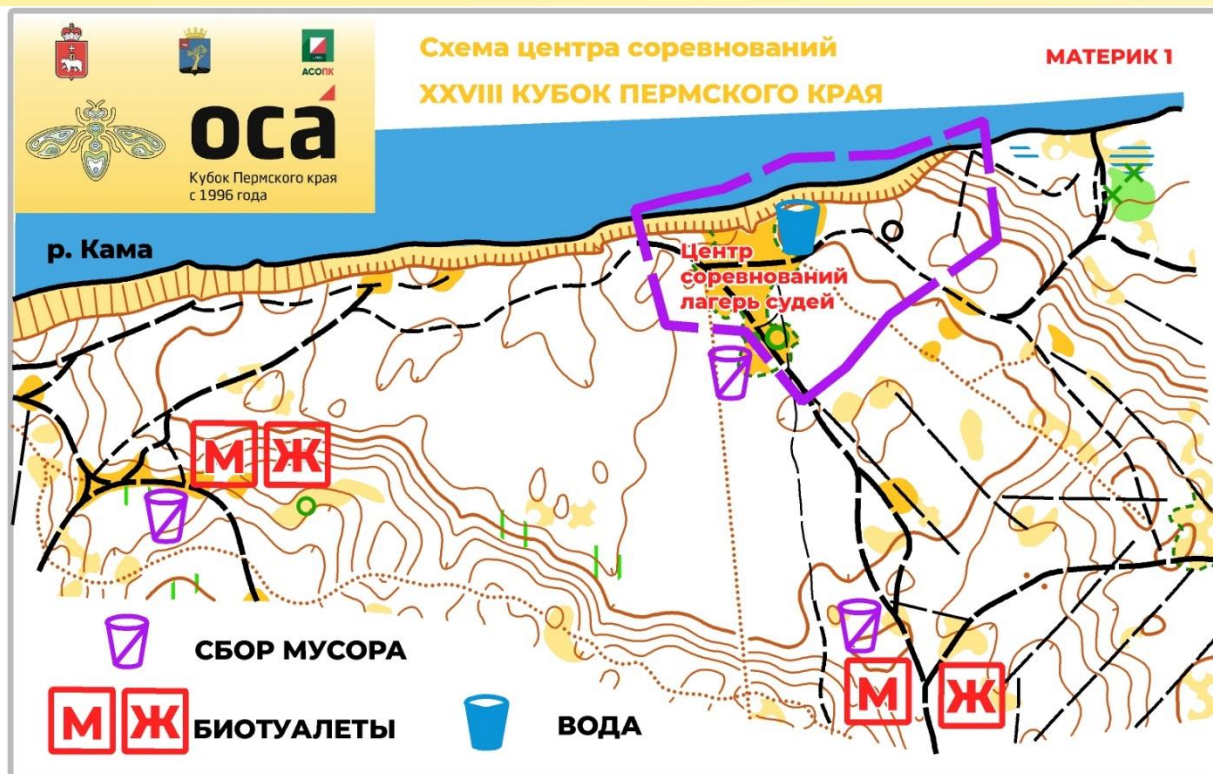 АСОПК
оса́
Кубок Пермского края
с 1996 года
Схема центра соревнований
XXVIII КУБОК ПЕРМСКОГО КРАЯ
МАТЕРИК 1
р. Кама
Центр
соревнований
лагерь судей
М Ж
М Ж
СБОР МУСОРА
М Ж БИОТУАЛЕТЫ
ВОДА